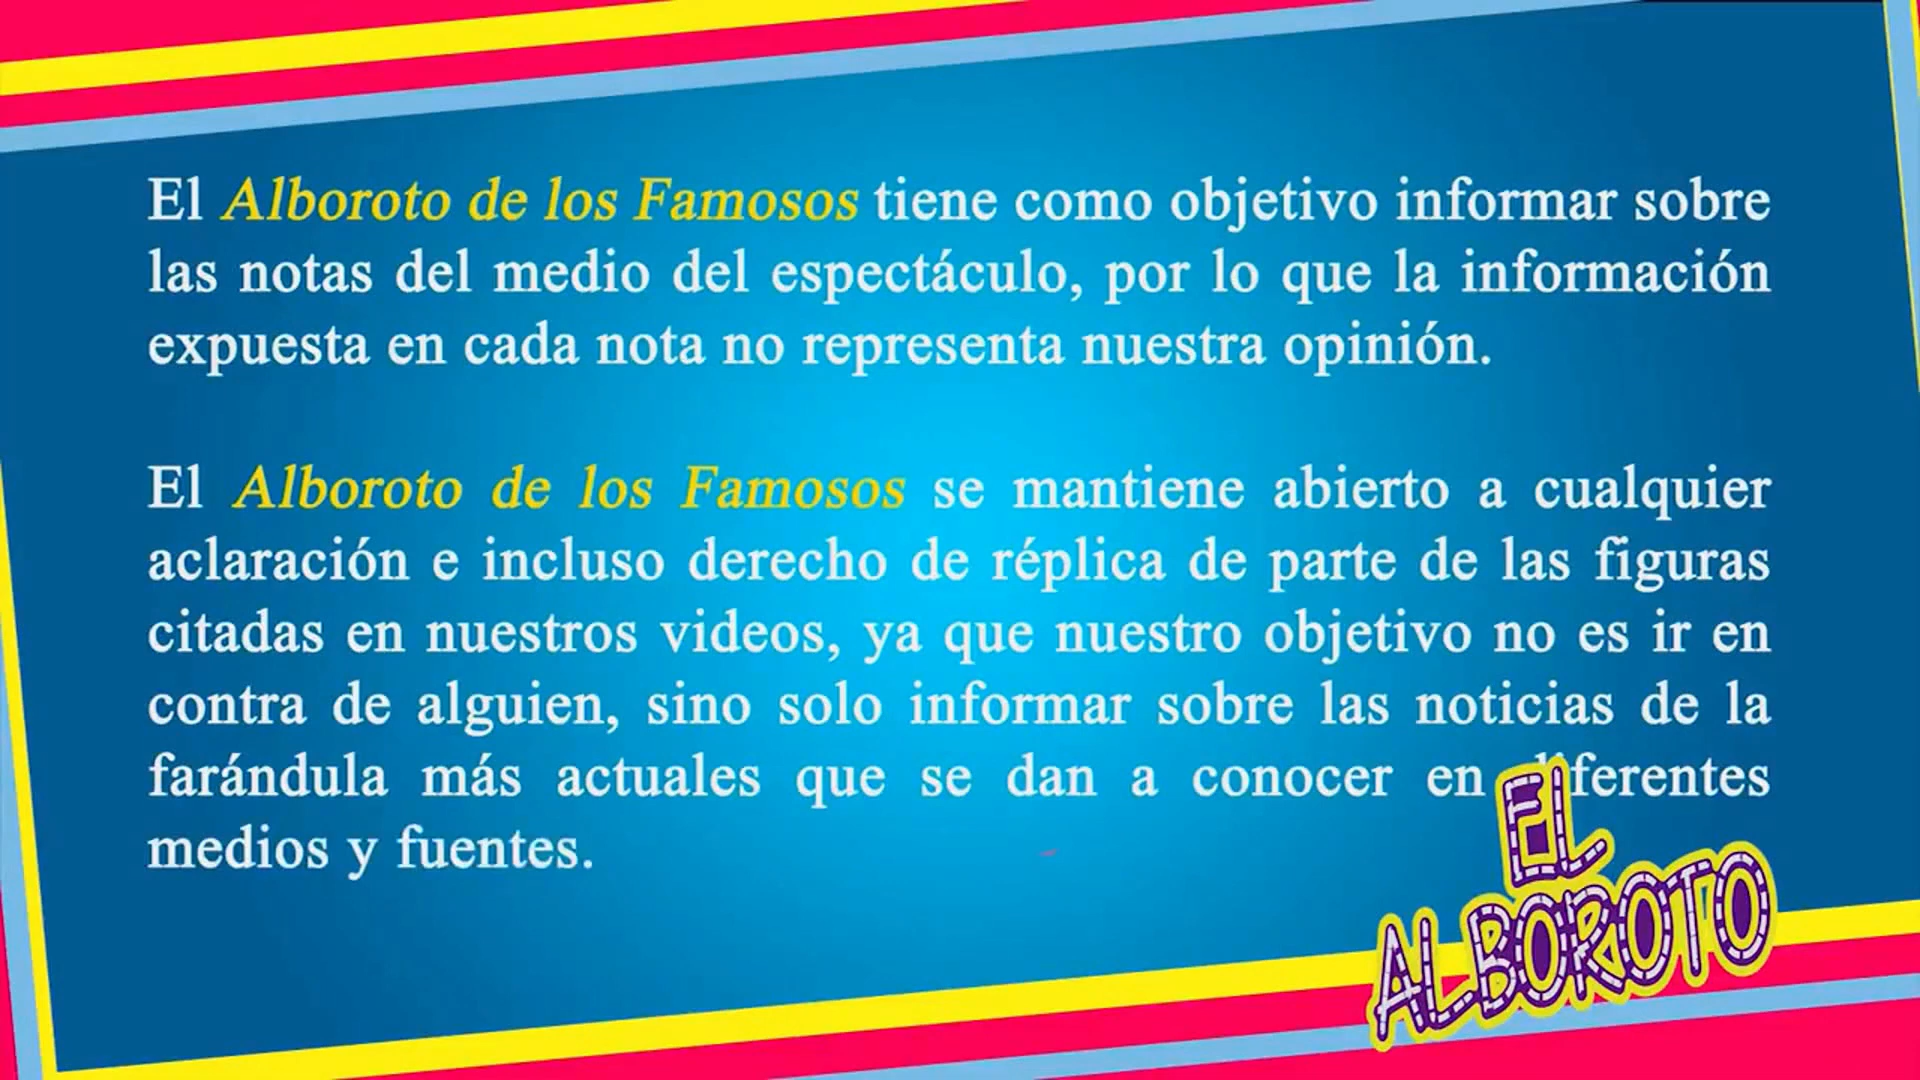 El Alboroto de los Famosos tiene como objetivo informar sobre
las notas del medio del espectáculo, por lo que la información
expuesta en cada nota no representa nuestra opinión.
El Alboroto de los Famosos se mantiene abierto a cualquier
aclaración e incluso derecho de réplica de parte de las figuras
citadas en nuestros videos, ya que nuestro objetivo no es ir en
contra de alguien, sino solo informar sobre las noticias de la
farándula más actuales que se dan a conocer en diferentes
medios y fuentes.
EL
ALBOROTO